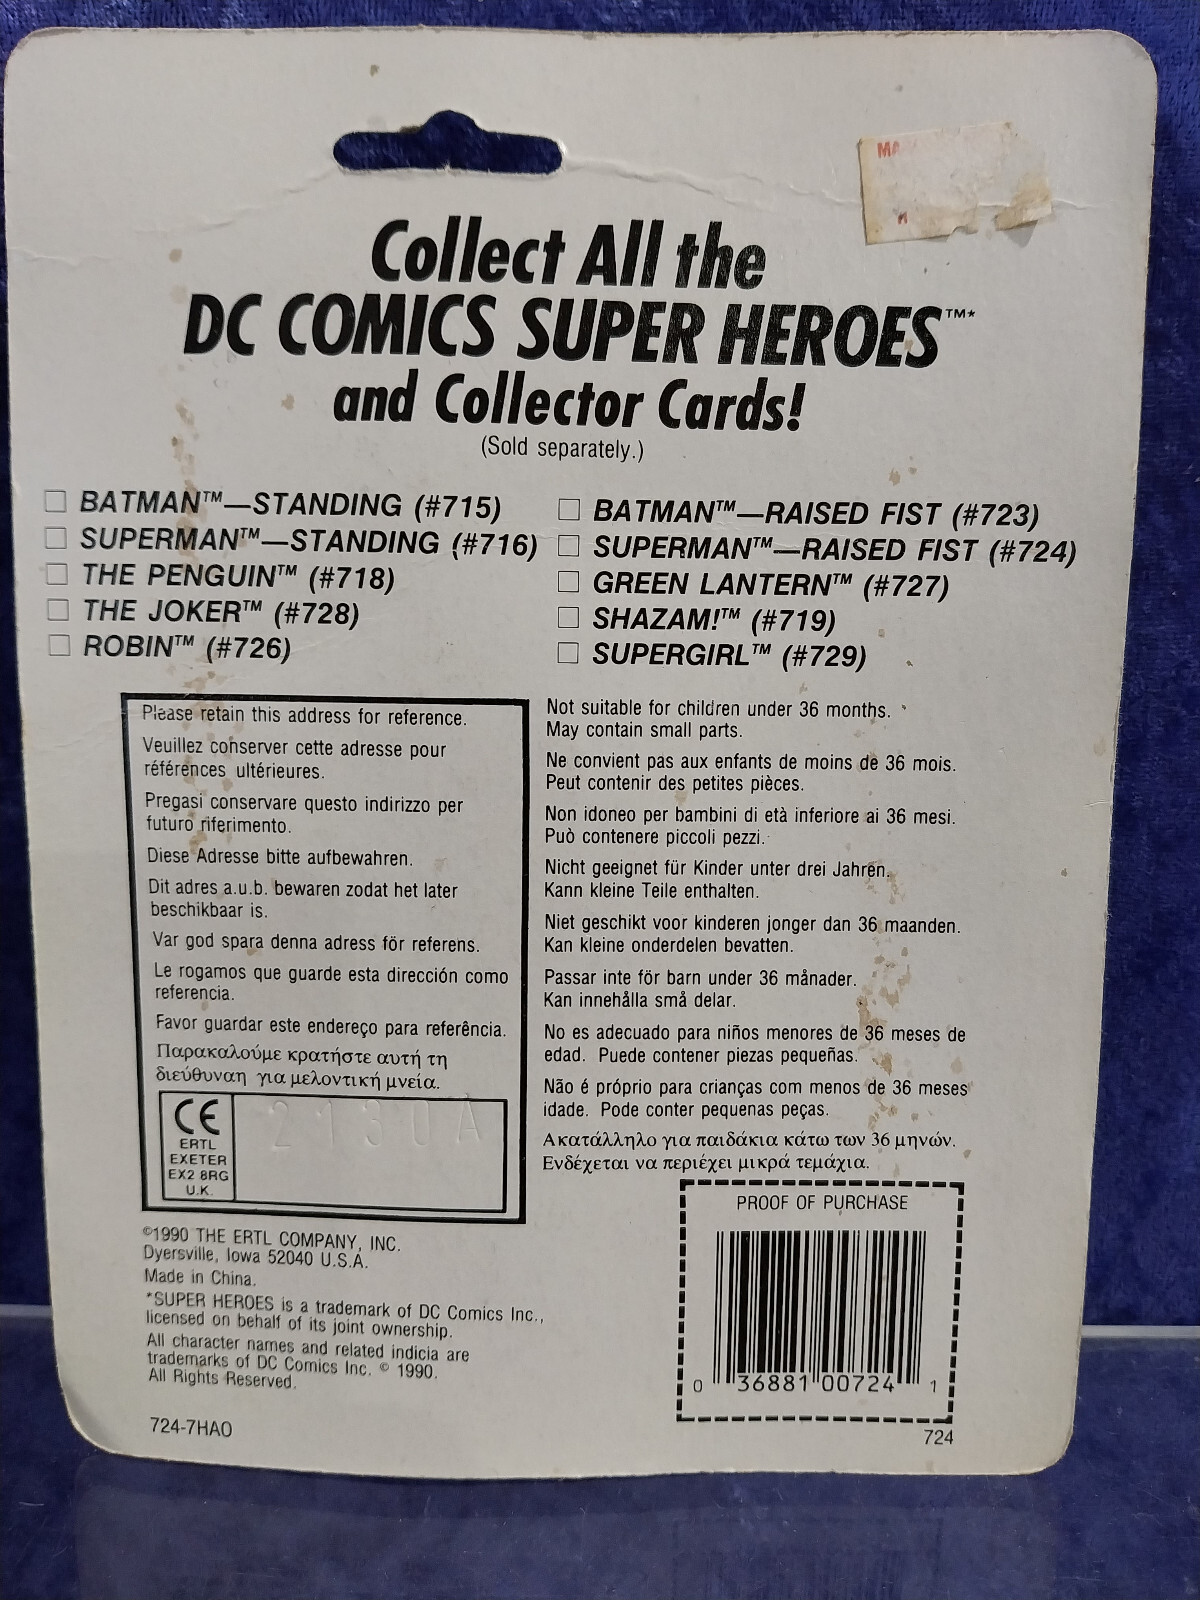 MA
Collect All the
DC COMICS SUPER HEROES™*
and Collector Cards!
(Sold separately.)
☐ BATMAN™—STANDING (#715)
☐ SUPERMAN™—STANDING (#716)
☐ THE PENGUIN™ (#718)
☐ THE JOKER™ (#728)
☐ ROBIN™ (#726)
☐ BATMAN™—RAISED FIST (#723)
☐ SUPERMAN™—RAISED FIST (#724)
☐ GREEN LANTERN™ (#727)
☐ SHAZAM!™ (#719)
☐ SUPERGIRL™ (#729)
Please retain this address for reference.
Veuillez conserver cette adresse pour
références ultérieures.
Pregasi conservare questo indirizzo per
futuro riferimento.
Diese Adresse bitte aufbewahren.
Dit adres a.u.b. bewaren zodat het later
beschikbaar is.
Var god spara denna adress för referens.
Le rogamos que guarde esta dirección como
referencia.
Favor guardar este endereço para referência.
Παρακαλούμε κρατήστε αυτή τη
διεύθυναη για μελοντική μνεία.
CE
ERTL
EXETER
EX2 8RG
U.K.
2130A
©1990 THE ERTL COMPANY, INC.
Dyersville, Iowa 52040 U.S.A.
Made in China.
*SUPER HEROES is a trademark of DC Comics Inc.,
licensed on behalf of its joint ownership.
All character names and related indicia are
trademarks of DC Comics Inc. © 1990.
All Rights Reserved.
724-7HAO
Not suitable for children under 36 months.
May contain small parts.
Ne convient pas aux enfants de moins de 36 mois.
Peut contenir des petites pièces.
Non idoneo per bambini di età inferiore ai 36 mesi.
Può contenere piccoli pezzi.
Nicht geeignet für Kinder unter drei Jahren.
Kann kleine Teile enthalten.
Niet geschikt voor kinderen jonger dan 36 maanden.
Kan kleine onderdelen bevatten.
Passar inte för barn under 36 månader.
Kan innehålla små delar.
No es adecuado para niños menores de 36 meses de
edad. Puede contener piezas pequeñas.
Não é próprio para crianças com menos de 36 meses
idade. Pode conter pequenas peças.
Ακατάλληλο για παιδάκια κάτω των 36 μηνών.
Ενδέχεται να περιέχει μικρά τεμάχια.
PROOF OF PURCHASE
0 36881 00724 1
724